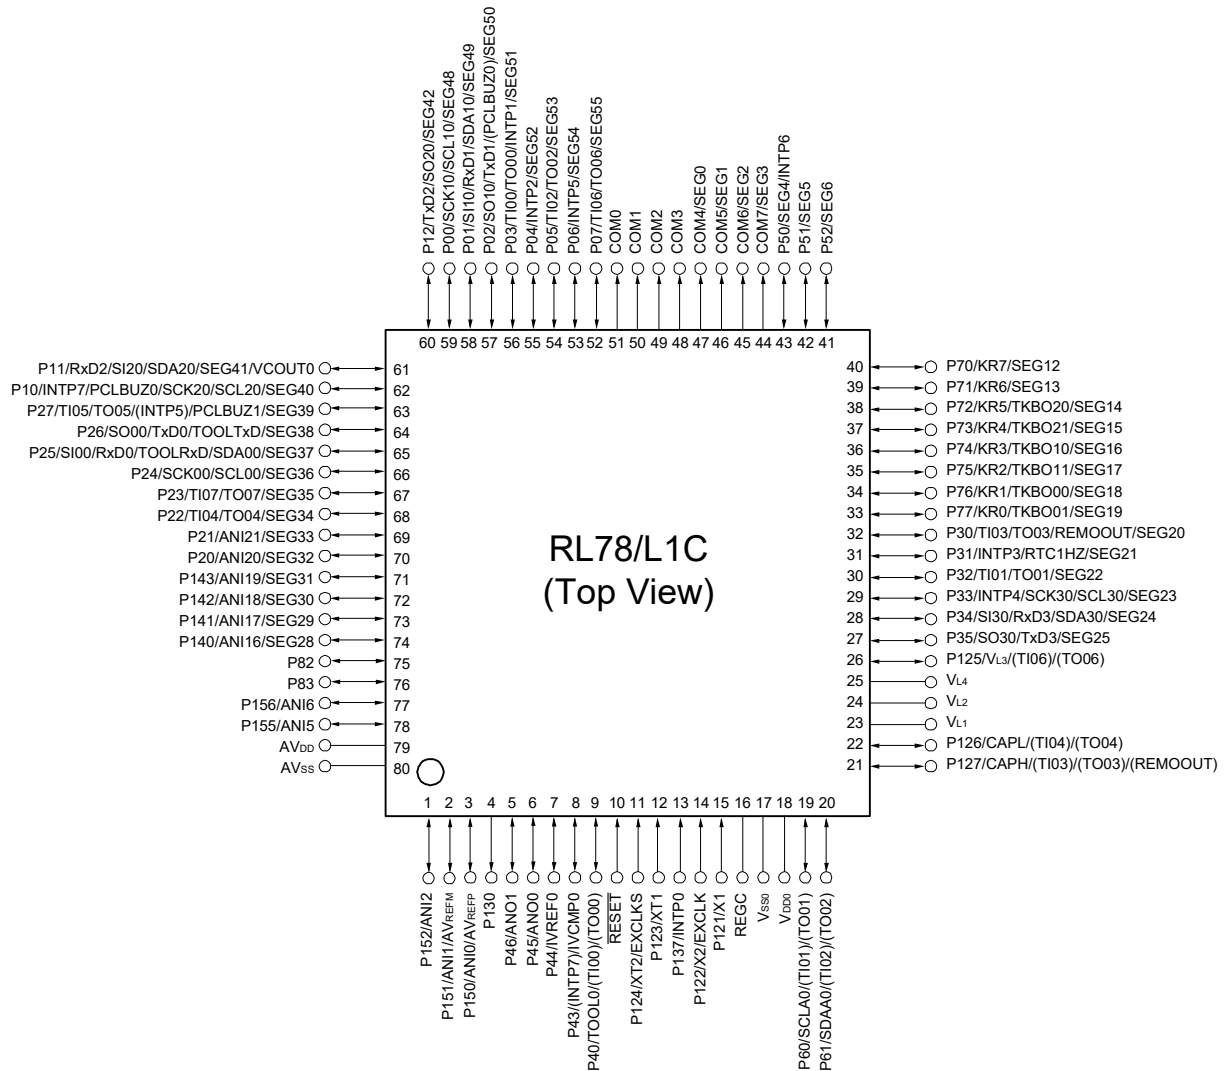 P12/TxD2/SO20/SEG42
P00/SCK10/SCL10/SEG48
P01/SI10/RxD1/SDA10/SEG49
P02/SO10/TxD1/(PCLBUZ0)/SEG50
P03/TI00/TO00/INTP1/SEG51
P04/INTP2/SEG52
P05/TI02/TO02/SEG53
P06/INTP5/SEG54
P07/TI06/TO06/SEG55
COM0
COM1
COM2
COM3
COM4/SEG0
COM5/SEG1
COM6/SEG2
COM7/SEG3
P50/SEG4/INTP6
P51/SEG5
P52/SEG6
60 59 58 57 56 55 54 53 52 51 50 49 48 47 46 45 44 43 42 41
P11/RxD2/SI20/SDA20/SEG41/VCOUT0 61
P10/INTP7/PCLBUZ0/SCK20/SCL20/SEG40 62
P27/TI05/TO05/(INTP5)/PCLBUZ1/SEG39 63
P26/SO00/TxD0/TOOLTxD/SEG38 64
P25/SI00/RxD0/TOOLRxD/SDA00/SEG37 65
P24/SCK00/SCL00/SEG36 66
P23/TI07/TO07/SEG35 67
P22/TI04/TO04/SEG34 68
P21/ANI21/SEG33 69
P20/ANI20/SEG32 70
P143/ANI19/SEG31 71
P142/ANI18/SEG30 72
P141/ANI17/SEG29 73
P140/ANI16/SEG28 74
P82 75
P83 76
P156/ANI6 77
P155/ANI5 78
AVDD 79
AVSS 80
RL78/L1C
(Top View)
40 P70/KR7/SEG12
39 P71/KR6/SEG13
38 P72/KR5/TKBO20/SEG14
37 P73/KR4/TKBO21/SEG15
36 P74/KR3/TKBO10/SEG16
35 P75/KR2/TKBO11/SEG17
34 P76/KR1/TKBO00/SEG18
33 P77/KR0/TKBO01/SEG19
32 P30/TI03/TO03/REMOOUT/SEG20
31 P31/INTP3/RTC1HZ/SEG21
30 P32/TI01/TO01/SEG22
29 P33/INTP4/SCK30/SCL30/SEG23
28 P34/SI30/RxD3/SDA30/SEG24
27 P35/SO30/TxD3/SEG25
26 P125/VL3/(TI06)/(TO06)
25 VL4
24 VL2
23 VL1
22 P126/CAPL/(TI04)/(TO04)
21 P127/CAPH/(TI03)/(TO03)/(REMOOUT)
1 2 3 4 5 6 7 8 9 10 11 12 13 14 15 16 17 18 19 20
P152/ANI2
P151/ANI1/AVREFM
P150/ANI0/AVREFP
P130
P46/ANO1
P45/ANO0
P44/IVREF0
P43/(INTP7)/IVCMP0
P40/TOOL0/(TI00)/(TO00)
RESET
P124/XT2/EXCLKS
P123/XT1
P137/INTP0
P122/X2/EXCLK
P121/X1
REGC
VSS0
VDD0
P60/SCLA0/(TI01)/(TO01)
P61/SDAA0/(TI02)/(TO02)